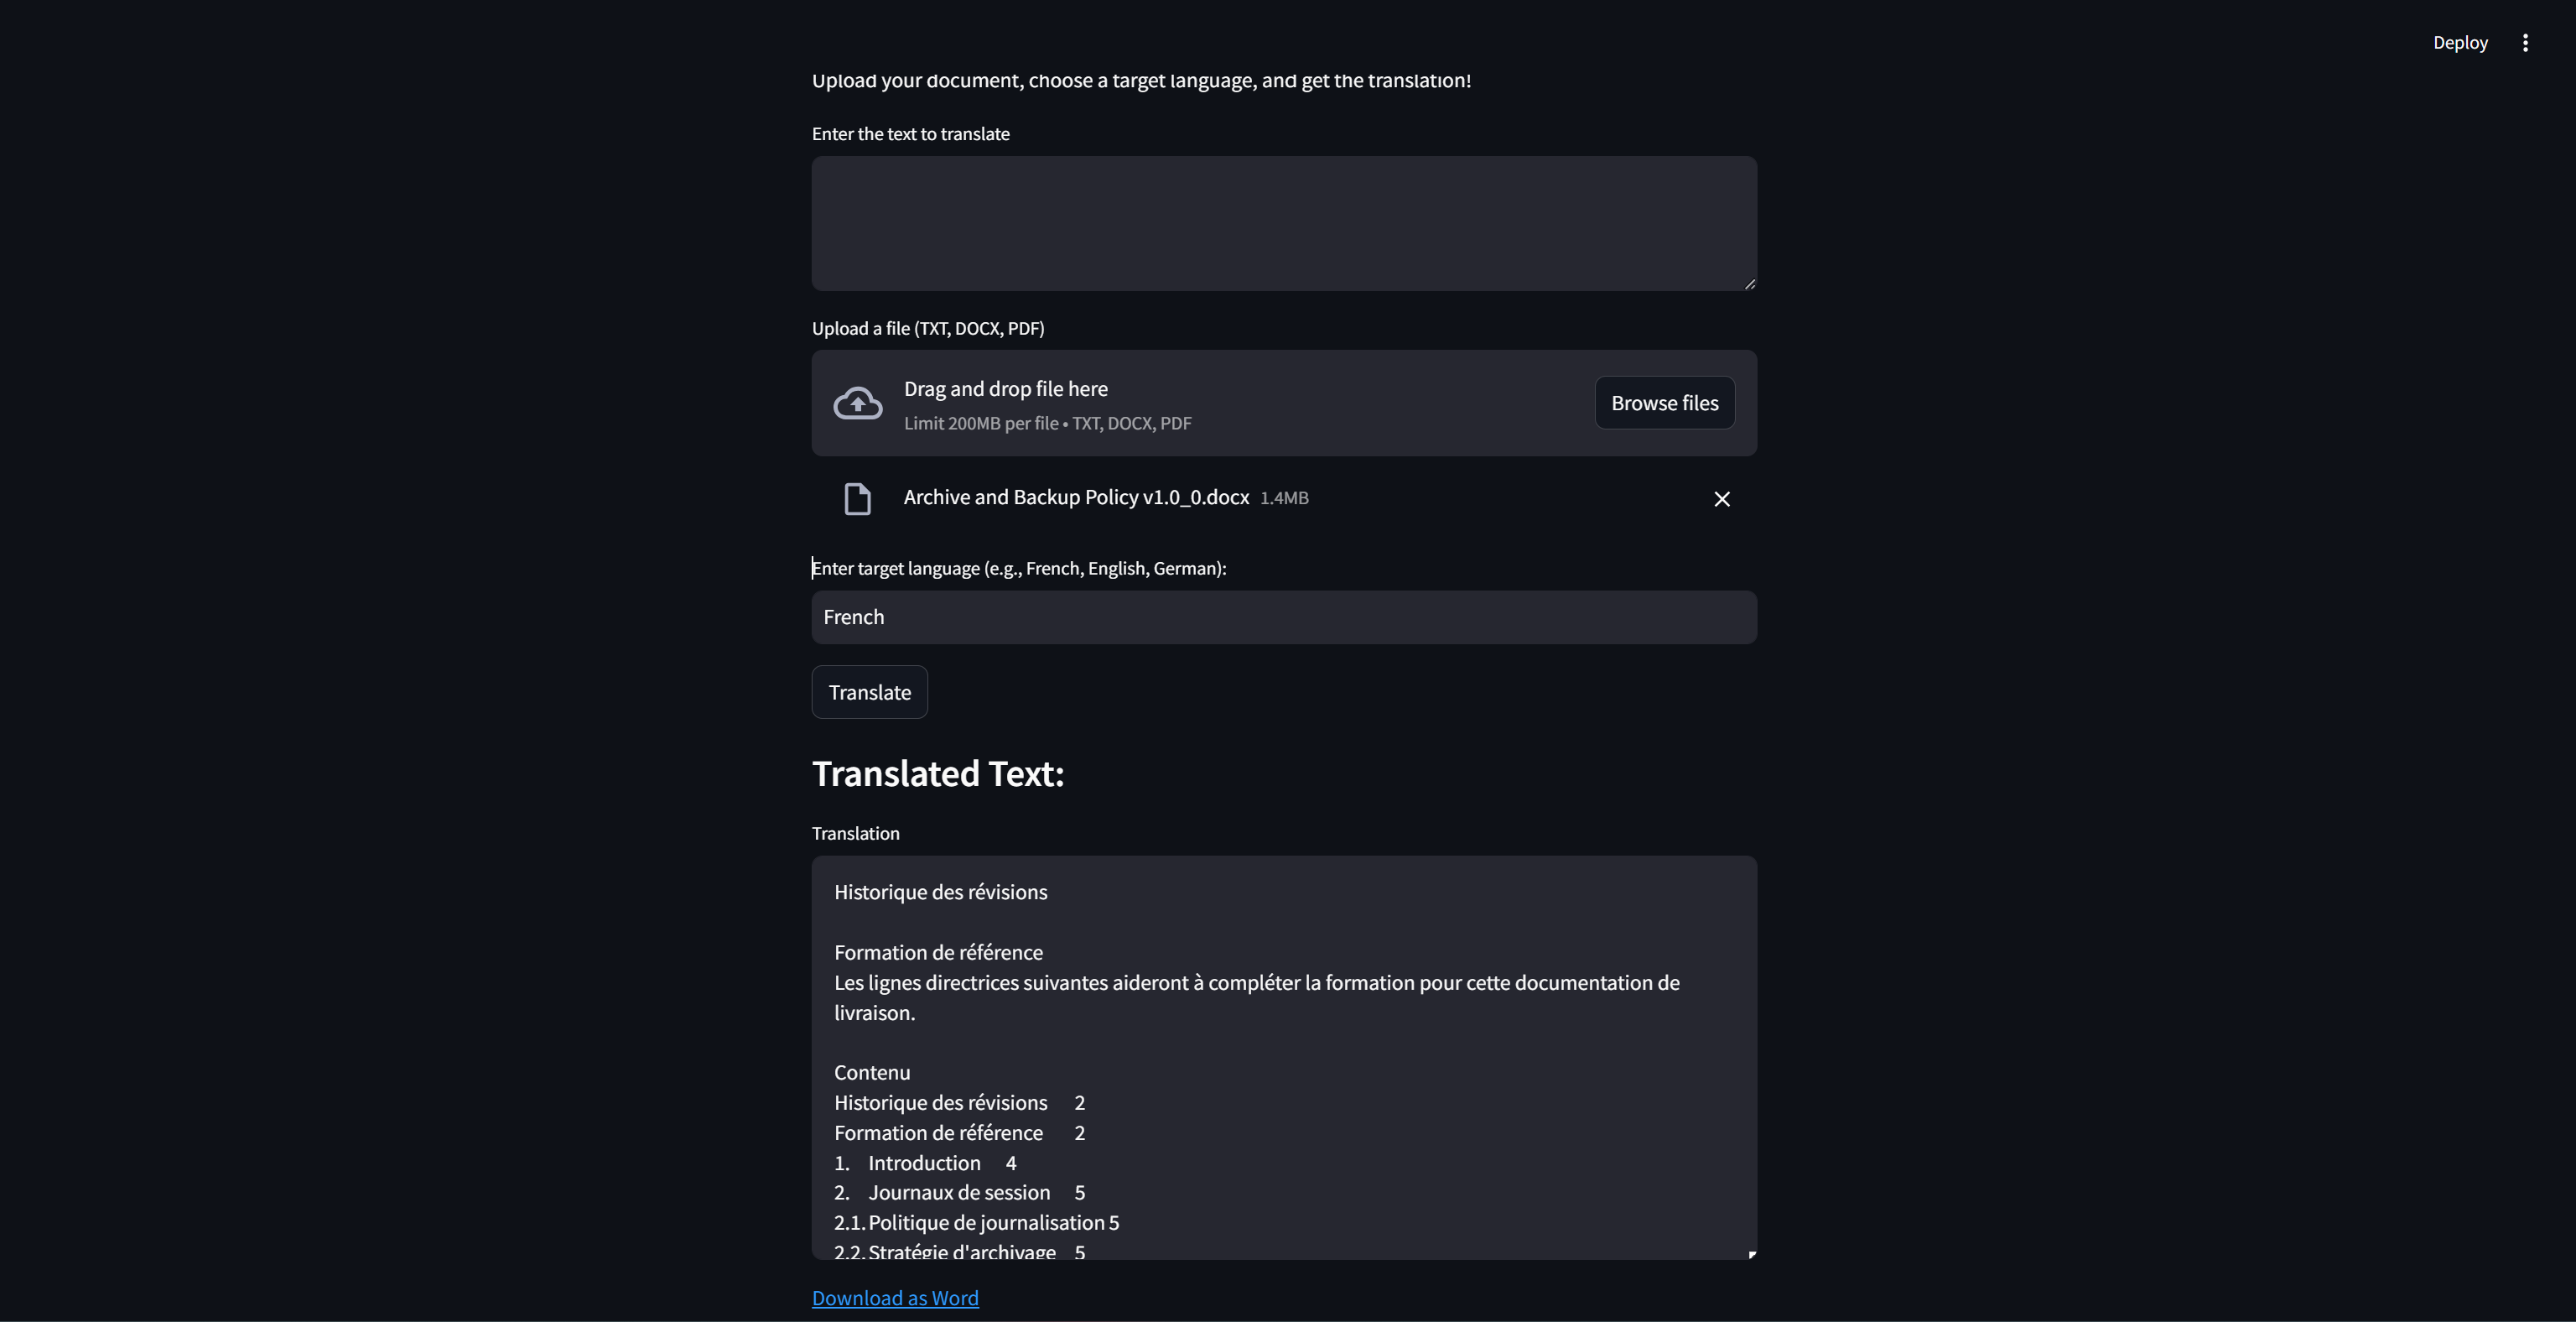 Deploy
Upload your document, choose a target language, and get the translation!
Enter the text to translate
Upload a file (TXT, DOCX, PDF)
Drag and drop file here
Limit 200MB per file • TXT, DOCX, PDF
Browse files
Archive and Backup Policy v1.0_0.docx 1.4MB
Enter target language (e.g., French, English, German):
French
Translate
Translated Text:
Translation
Historique des révisions
Formation de référence
Les lignes directrices suivantes aideront à compléter la formation pour cette documentation de
livraison.
Contenu
Historique des révisions 2
Formation de référence 2
1. Introduction 4
2. Journaux de session 5
2.1. Politique de journalisation 5
2.2. Stratégie d'archivage 5
Download as Word